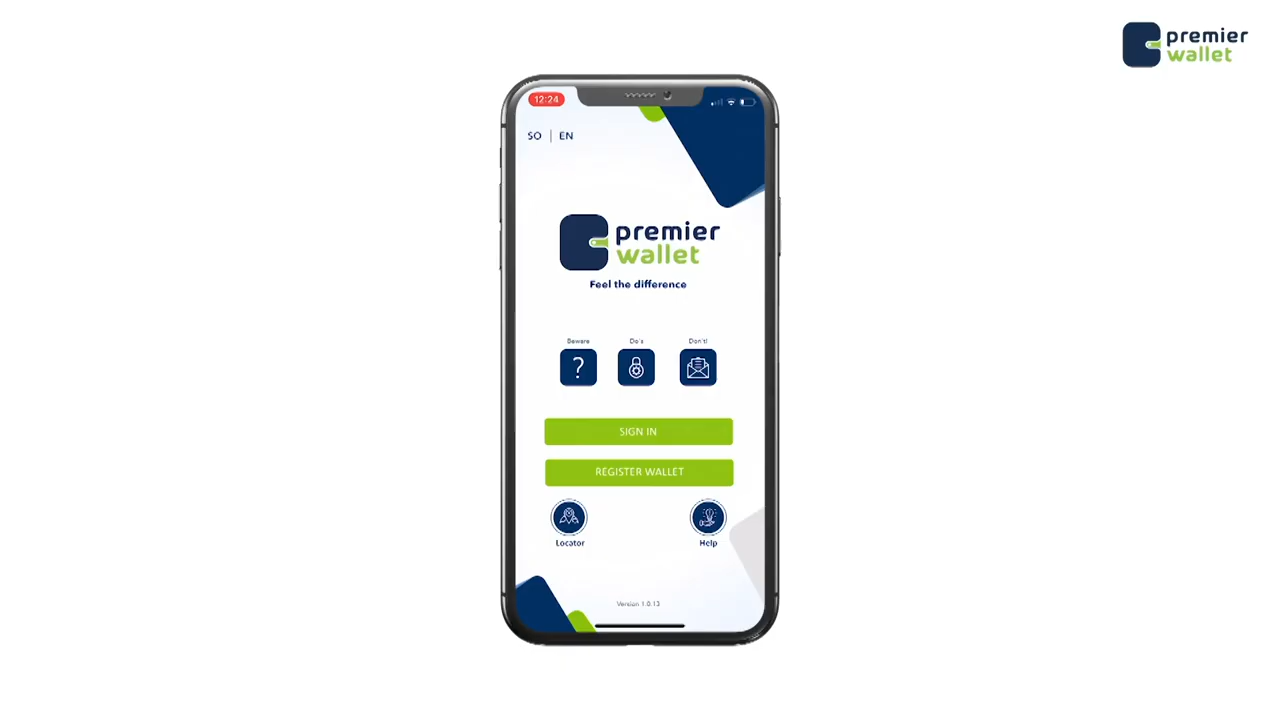 premier
wallet
12:24
SO | EN
premier
wallet
Feel the difference
Beware
Do's
Don't!
?
SIGN IN
REGISTER WALLET
Locator
Help
Version 1.0.13